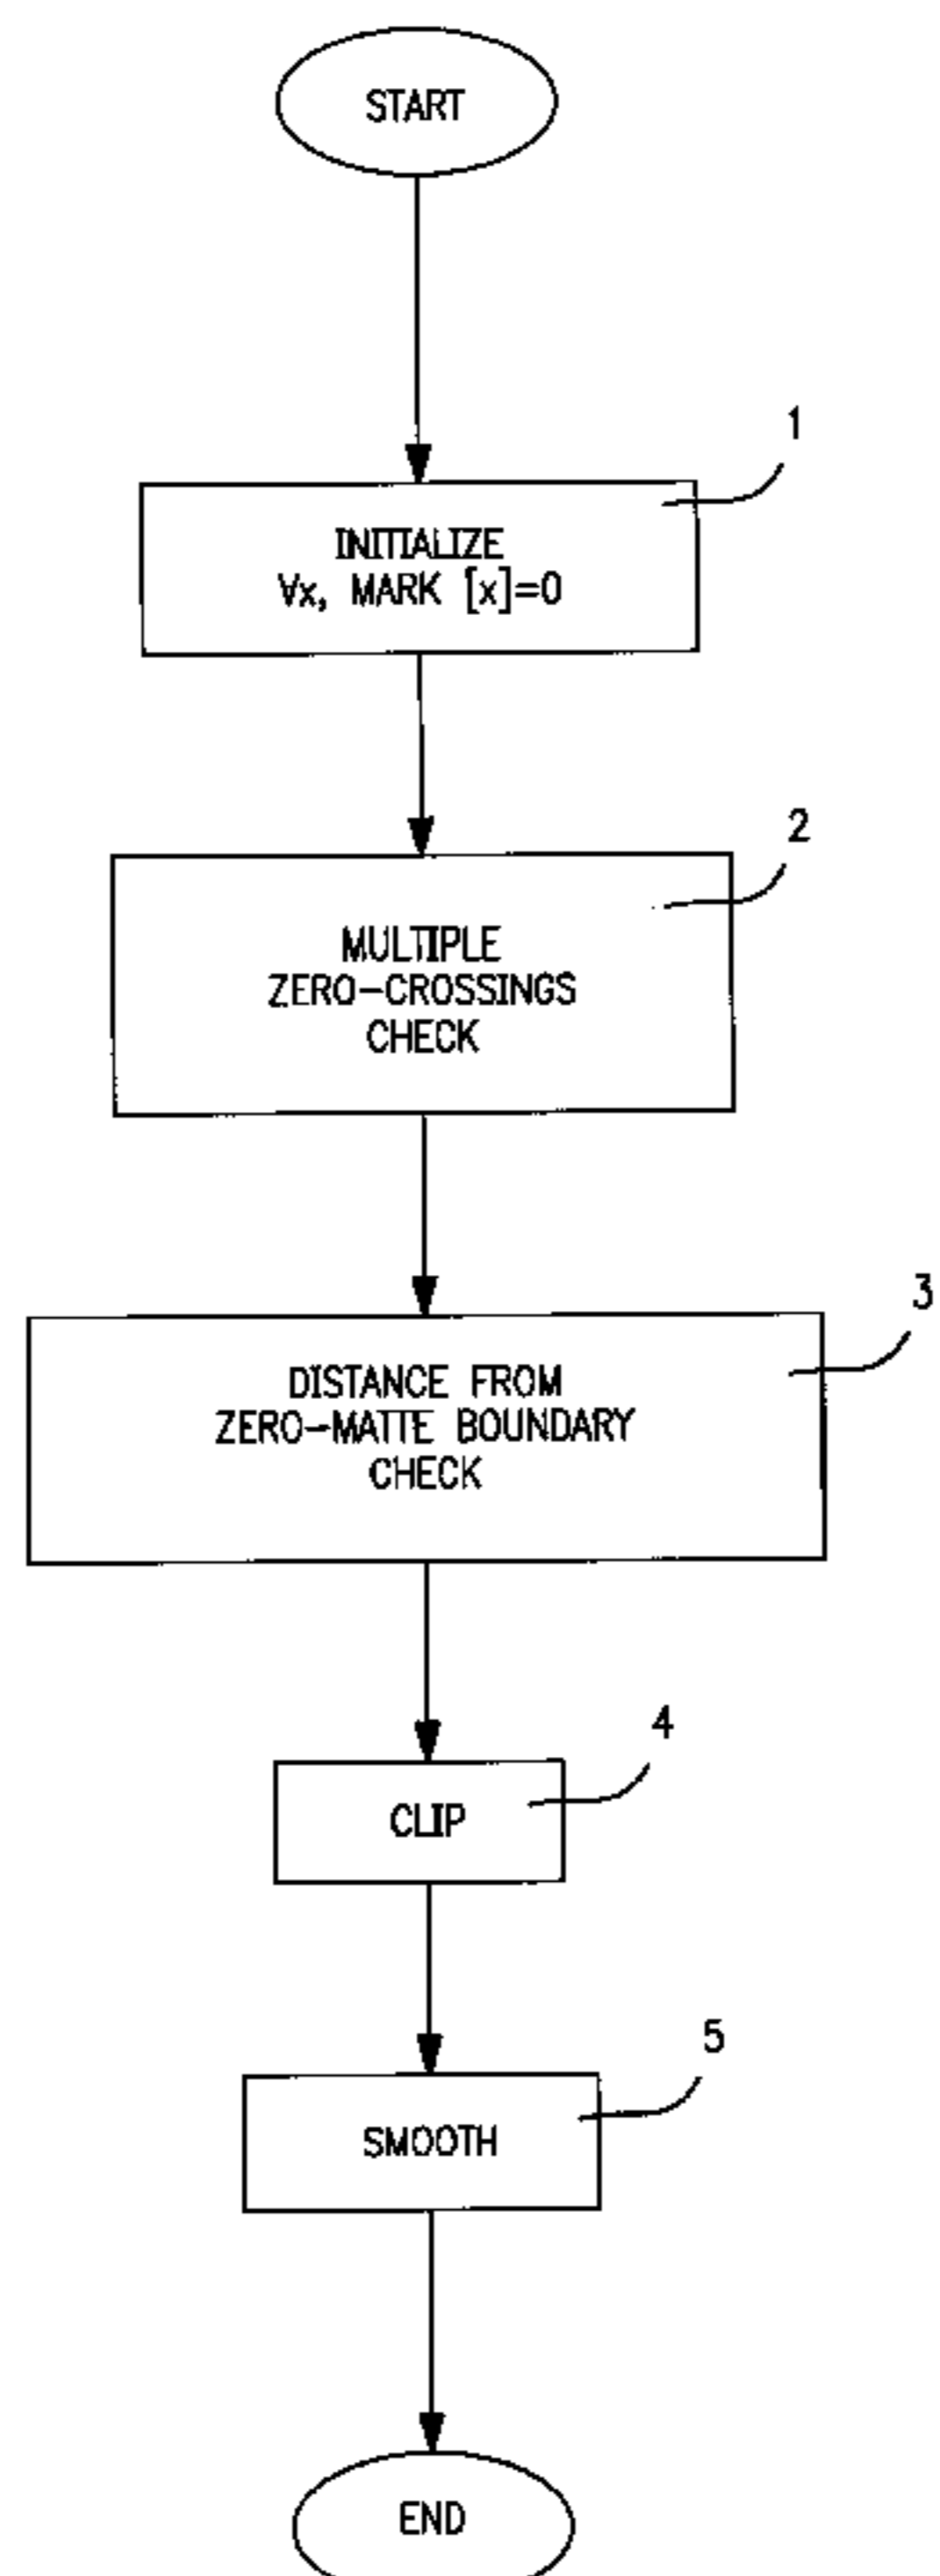 START
1
INITIALIZE
∀x, MARK [x]=0
2
MULTIPLE
ZERO-CROSSINGS
CHECK
3
DISTANCE FROM
ZERO-MATTE BOUNDARY
CHECK
4
CLIP
5
SMOOTH
END